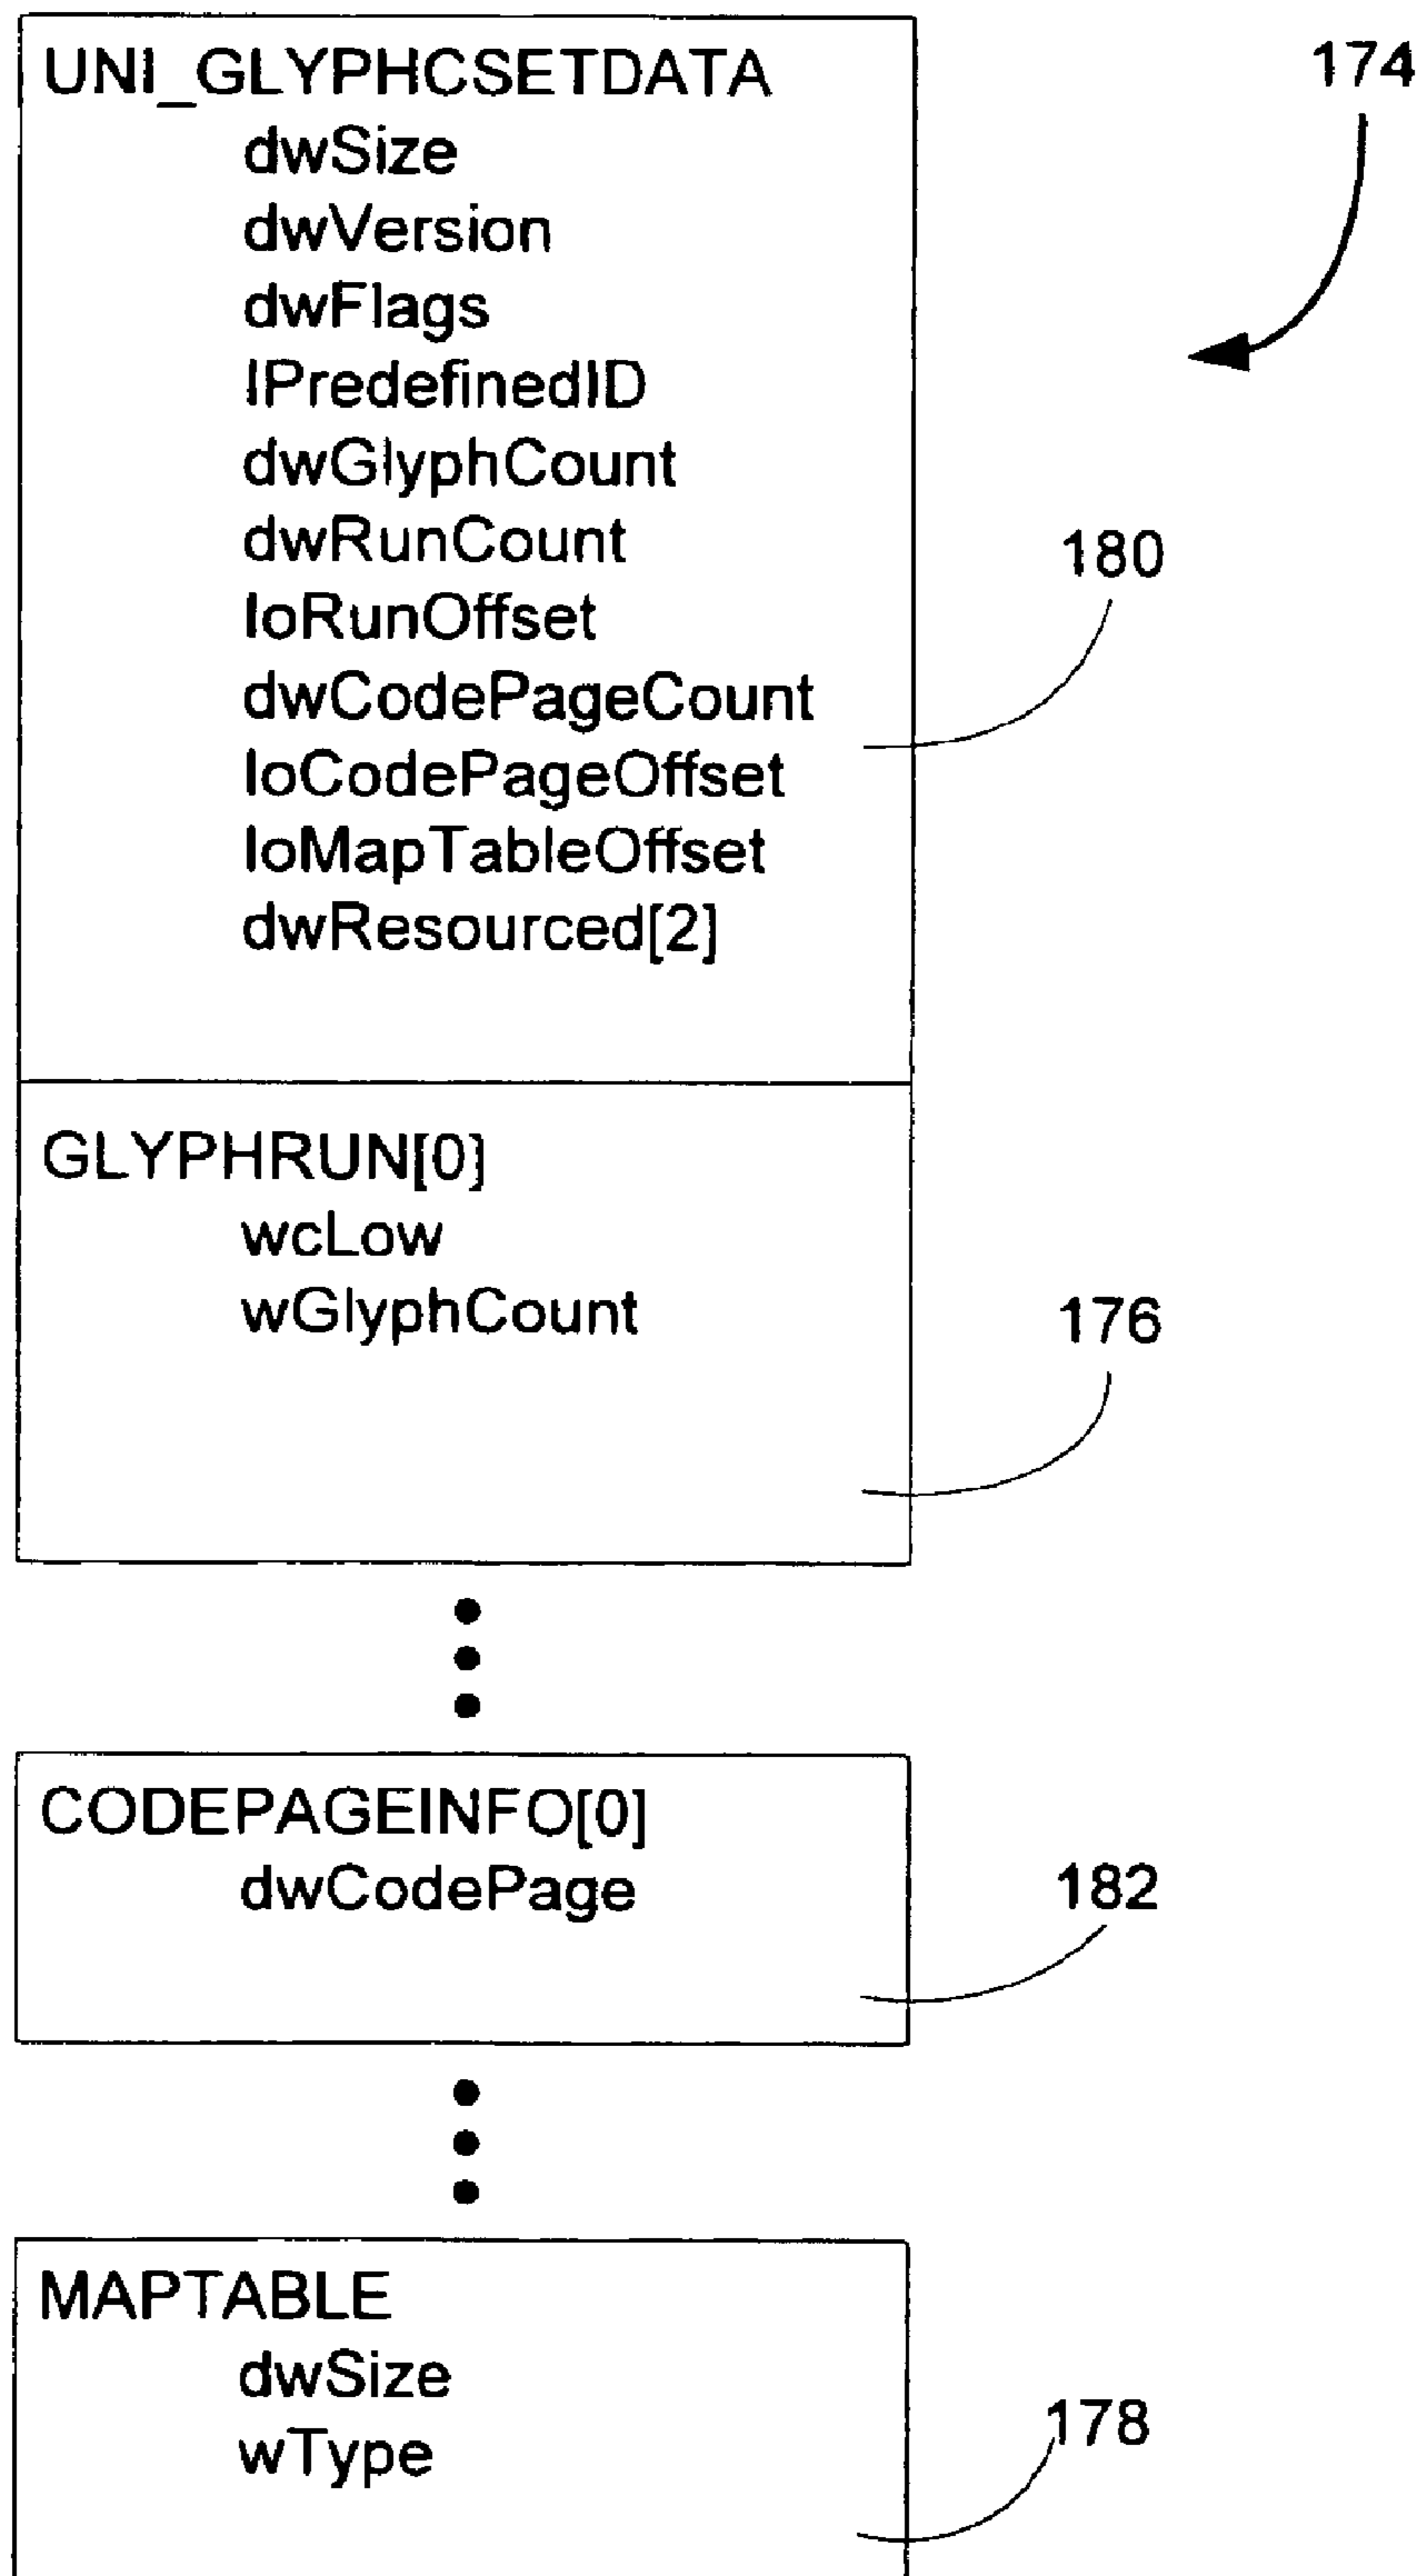 UNI_GLYPHCSETDATA
174
dwSize
dwVersion
dwFlags
lPredefinedID
dwGlyphCount
dwRunCount
180
loRunOffset
dwCodePageCount
loCodePageOffset
loMapTableOffset
dwResourced[2]
GLYPHRUN[0]
wcLow
wGlyphCount
176
CODEPAGEINFO[0]
dwCodePage
182
MAPTABLE
dwSize
wType
178